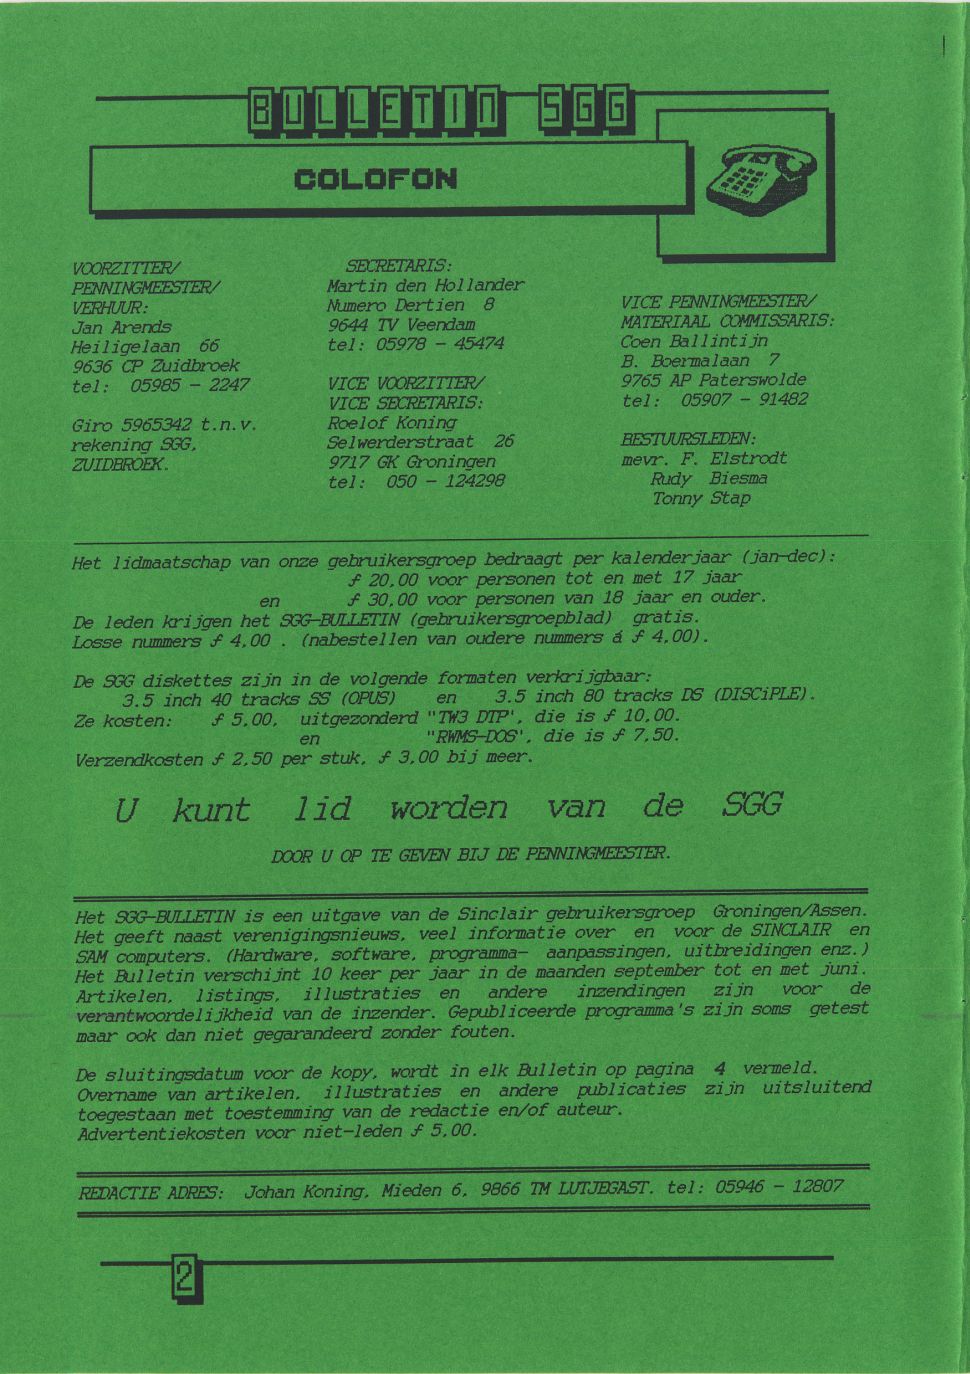 BULLETIN SGG
COLOFON
VOORZITTER/
PENNINGMEESTER/
VERHUUR:
Jan Arends
Heiligelaan 66
9636 CP Zuidbroek
tel: 05985 - 2247
Giro 5965342 t.n.v.
rekening SGG,
ZUIDBROEK.
SECRETARIS:
Martin den Hollander
Numero Dertien 8
9644 TV Veendam
tel: 05978 - 45474
VICE VOORZITTER/
VICE SECRETARIS:
Roelof Koning
Selwerderstraat 26
9717 GK Groningen
tel: 050 - 124298
VICE PENNINGMEESTER/
MATERIAAL COMMISSARIS:
Coen Ballintijn
B. Boermalaan 7
9765 AP Paterswolde
tel: 05907 - 91482
BESTUURSLEDEN:
mevr. F. Elstrodt
Rudy Biesma
Tonny Stap
Het lidmaatschap van onze gebruikersgroep bedraagt per kalenderjaar (jan-dec):
ƒ 20,00 voor personen tot en met 17 jaar
en ƒ 30,00 voor personen van 18 jaar en ouder.
De leden krijgen het SGG-BULLETIN (gebruikersgroepblad) gratis.
Losse nummers ƒ 4,00 . (nabestellen van oudere nummers á ƒ 4,00).
De SGG diskettes zijn in de volgende formaten verkrijgbaar:
3.5 inch 40 tracks SS (OPUS) en 3.5 inch 80 tracks DS (DISCiPLE).
Ze kosten: ƒ 5,00, uitgezonderd "TW3 DTP', die is ƒ 10,00.
en "RWMS-DOS', die is ƒ 7,50.
Verzendkosten ƒ 2,50 per stuk, ƒ 3,00 bij meer.
U kunt lid worden van de SGG
DOOR U OP TE GEVEN BIJ DE PENNINGMEESTER.
Het SGG-BULLETIN is een uitgave van de Sinclair gebruikersgroep Groningen/Assen.
Het geeft naast verenigingsnieuws, veel informatie over en voor de SINCLAIR en
SAM computers. (Hardware, software, programma- aanpassingen, uitbreidingen enz.)
Het Bulletin verschijnt 10 keer per jaar in de maanden september tot en met juni.
Artikelen, listings, illustraties en andere inzendingen zijn voor de
verantwoordelijkheid van de inzender. Gepubliceerde programma's zijn soms getest
maar ook dan niet gegarandeerd zonder fouten.
De sluitingsdatum voor de kopy, wordt in elk Bulletin op pagina 4 vermeld.
Overname van artikelen, illustraties en andere publicaties zijn uitsluitend
toegestaan met toestemming van de redactie en/of auteur.
Advertentiekosten voor niet-leden ƒ 5,00.
REDACTIE ADRES: Johan Koning, Mieden 6, 9866 TM LUTJEGAST. tel: 05946 - 12807
2